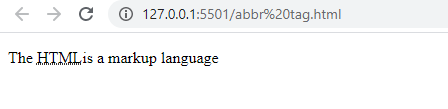 127.0.0.1:5501/abbr%20tag.html
The HTML is a markup language